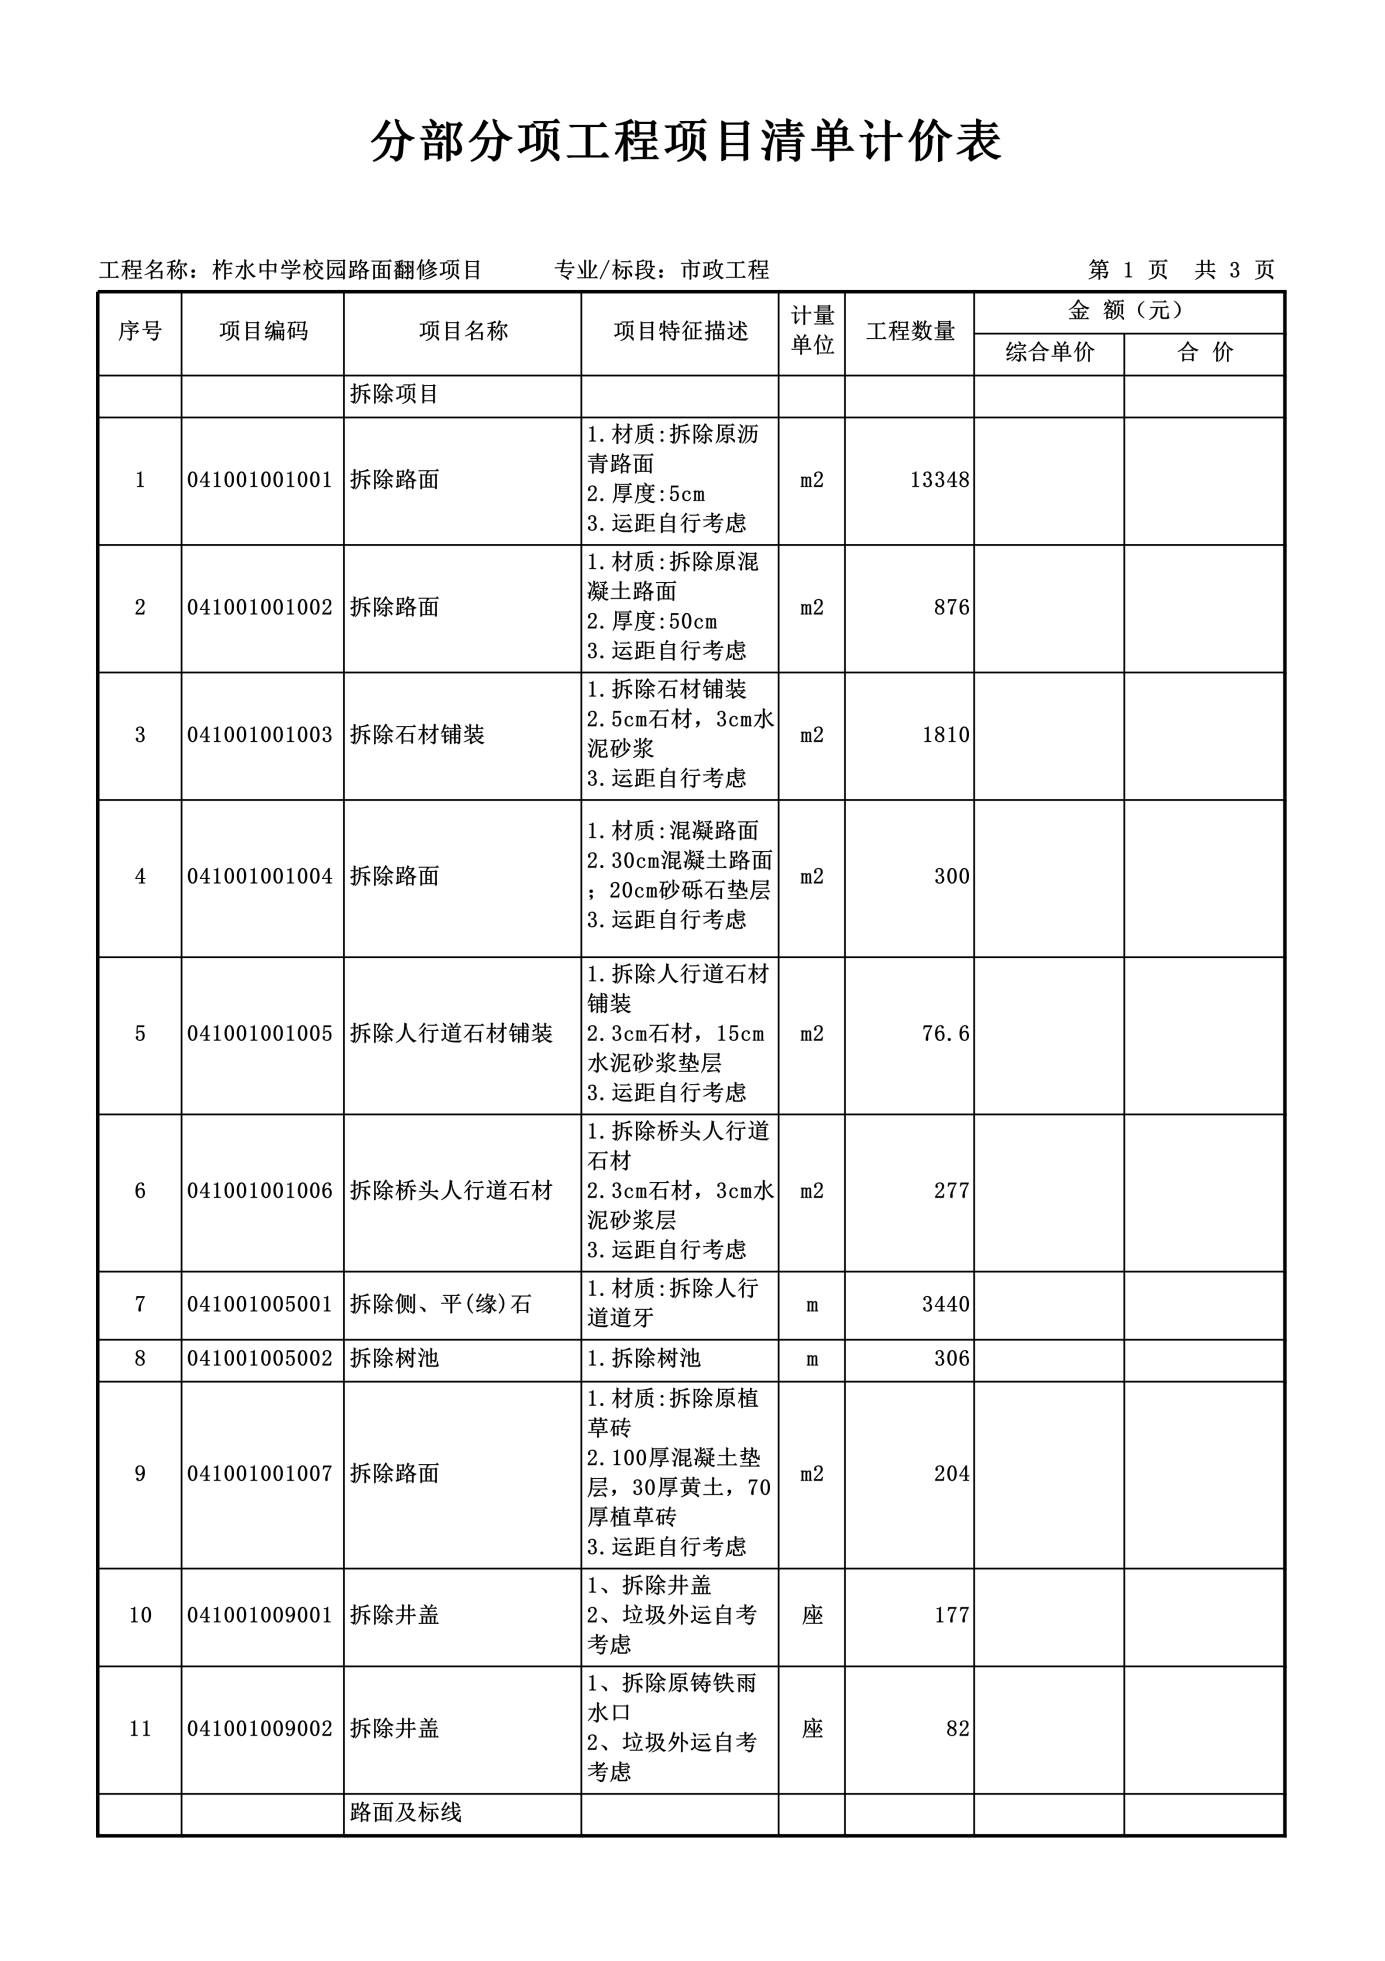 分部分项工程项目清单计价表
工程名称：柞水中学校园路面翻修项目 专业/标段：市政工程 第 1 页 共 3 页
序号 项目编码 项目名称 项目特征描述 计量单位 工程数量 金 额（元）
综合单价 合 价
拆除项目
1 041001001001 拆除路面 1.材质:拆除原沥
青路面
2.厚度:5cm
3.运距自行考虑 m2 13348
2 041001001002 拆除路面 1.材质:拆除原混
凝土路面
2.厚度:50cm
3.运距自行考虑 m2 876
3 041001001003 拆除石材铺装 1.拆除石材铺装
2.5cm石材，3cm水
泥砂浆
3.运距自行考虑 m2 1810
4 041001001004 拆除路面 1.材质:混凝路面
2.30cm混凝土路面
；20cm砂砾石垫层
3.运距自行考虑 m2 300
5 041001001005 拆除人行道石材铺装 1.拆除人行道石材
铺装
2.3cm石材，15cm
水泥砂浆垫层
3.运距自行考虑 m2 76.6
6 041001001006 拆除桥头人行道石材 1.拆除桥头人行道
石材
2.3cm石材，3cm水
泥砂浆层
3.运距自行考虑 m2 277
7 041001005001 拆除侧、平(缘)石 1.材质:拆除人行
道道牙 m 3440
8 041001005002 拆除树池 1.拆除树池 m 306
9 041001001007 拆除路面 1.材质:拆除原植
草砖
2.100厚混凝土垫
层，30厚黄土，70
厚植草砖
3.运距自行考虑 m2 204
10 041001009001 拆除井盖 1、拆除井盖
2、垃圾外运自考
考虑 座 177
11 041001009002 拆除井盖 1、拆除原铸铁雨
水口
2、垃圾外运自考
考虑 座 82
路面及标线